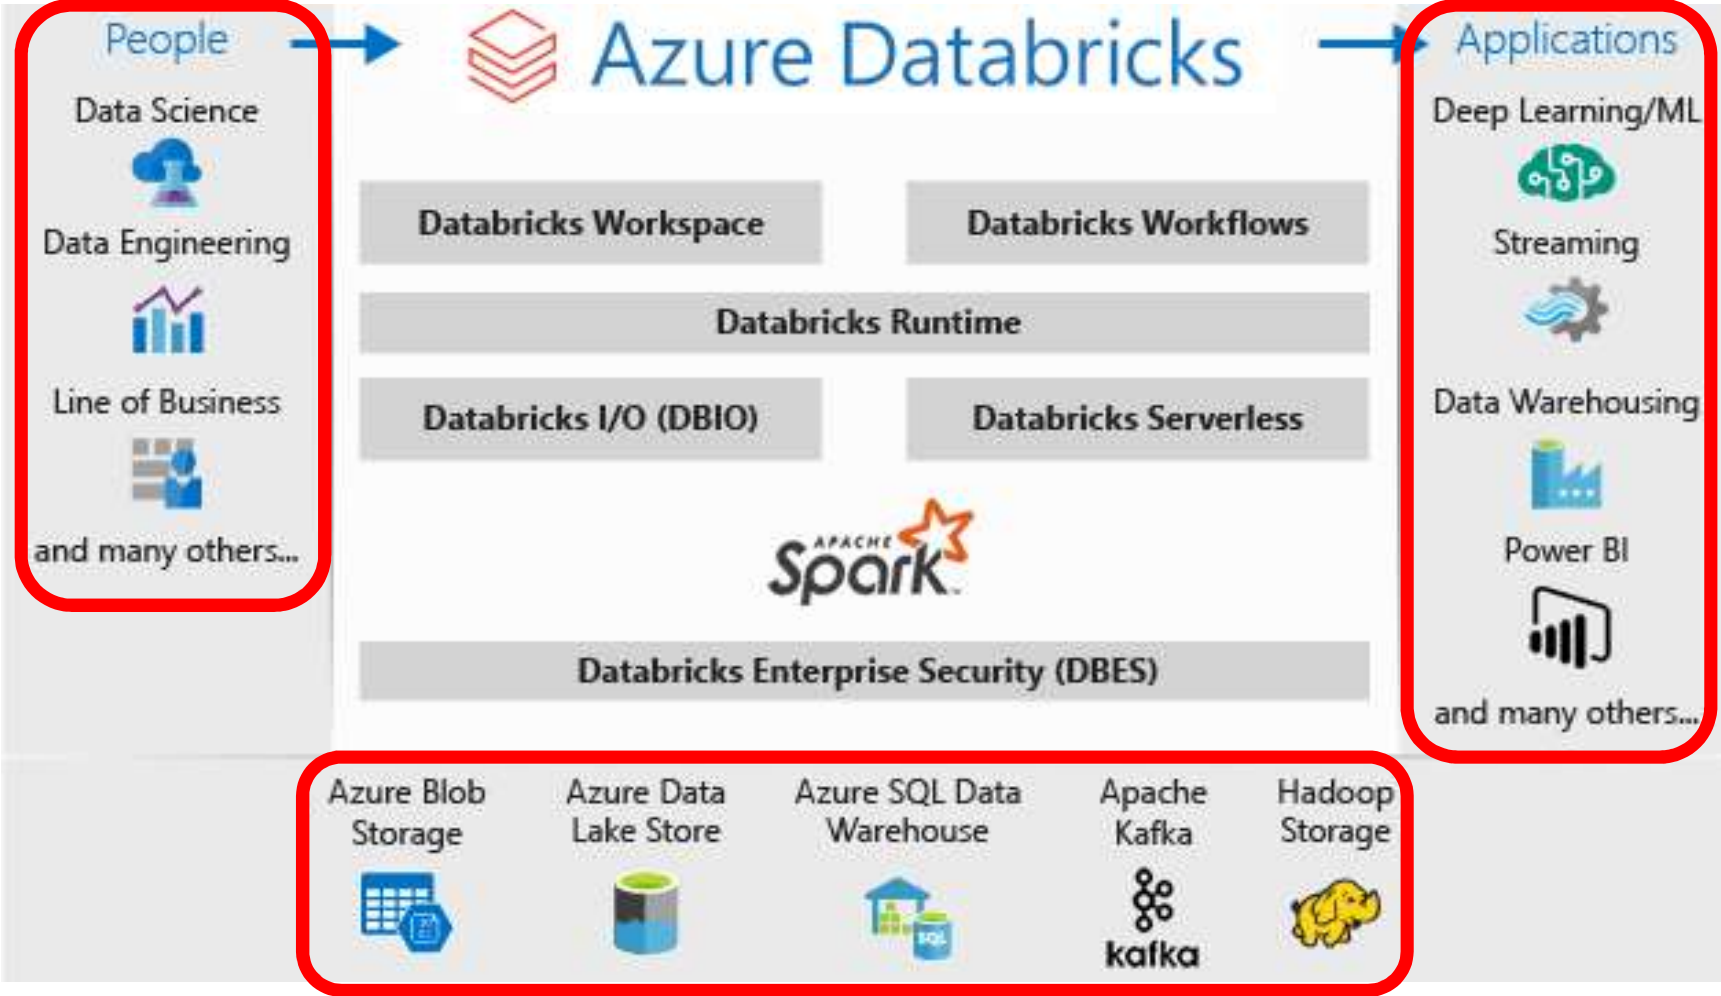 People
Azure Databricks
Applications
Data Science
Data Engineering
Line of Business
and many others...
Databricks Workspace
Databricks Workflows
Databricks Runtime
Databricks I/O (DBIO)
Databricks Serverless
APACHE
Spark™
Databricks Enterprise Security (DBES)
Deep Learning/ML
Streaming
Data Warehousing
Power BI
and many others...
Azure Blob
Storage
Azure Data
Lake Store
Azure SQL Data
Warehouse
SQL
Apache
Kafka
kafka
Hadoop
Storage